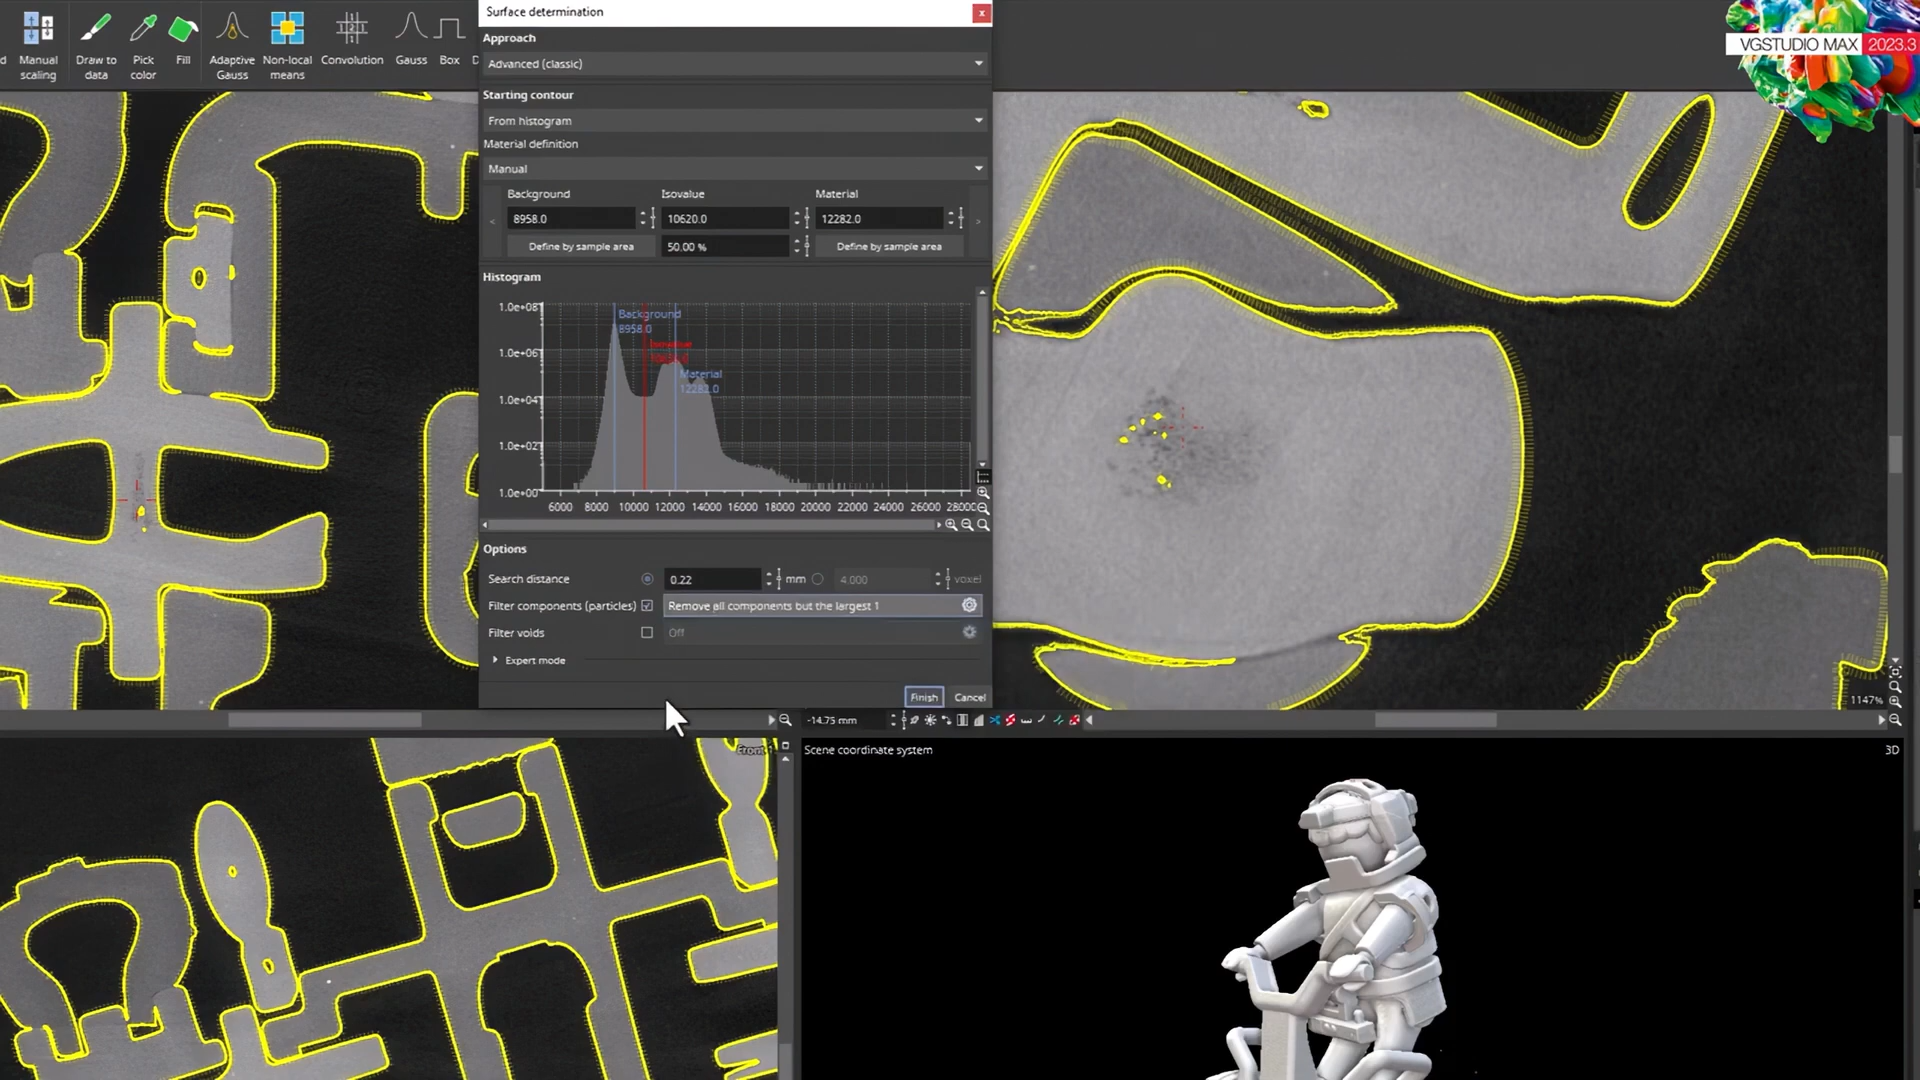 Surface determination
x
VGSTUDIO MAX 2023.3
d
Manual scaling
Draw to data
Pick color
Fill
Adaptive Gauss
Non-local means
Convolution
Gauss
Box
Approach
Advanced (classic)
Starting contour
From histogram
Material definition
Manual
Background Isovalue Material
< 8958.0 10620.0 12282.0 >
Define by sample area 50.00 % Define by sample area
Histogram
1.0e+08
1.0e+06
1.0e+04
1.0e+02
1.0e+00
Background
8958.0
Isovalue
Material
12282.0
6000 8000 10000 12000 14000 16000 18000 20000 22000 24000 26000 2800
Options
Search distance 0.22 mm 4.000 voxel
Filter components (particles) Remove all components but the largest 1
Filter voids Off
Expert mode
Finish Cancel
1147%
-14.75 mm
Front 1
Scene coordinate system
3D